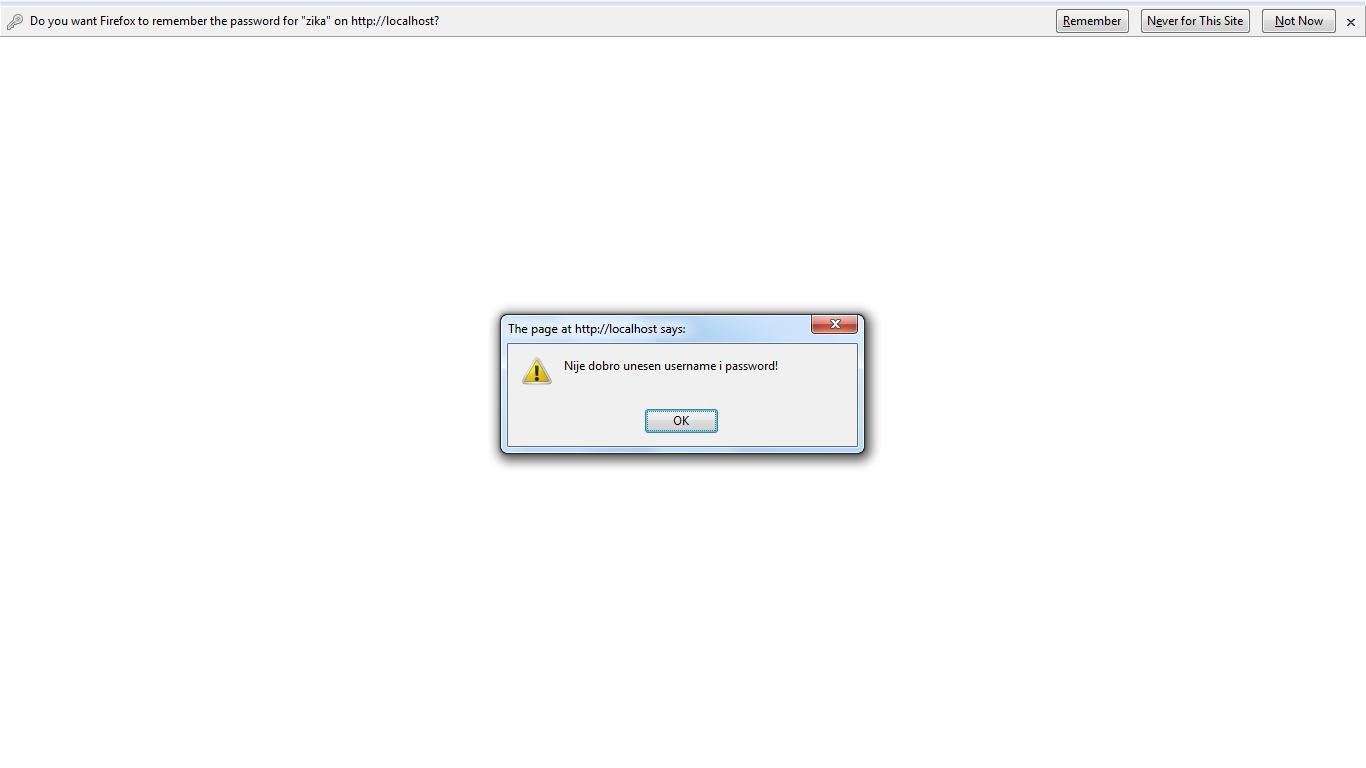 Do you want Firefox to remember the password for "zika" on http://localhost?
Remember
Never for This Site
Not Now
The page at http://localhost says:
Nije dobro unesen username i password!
OK